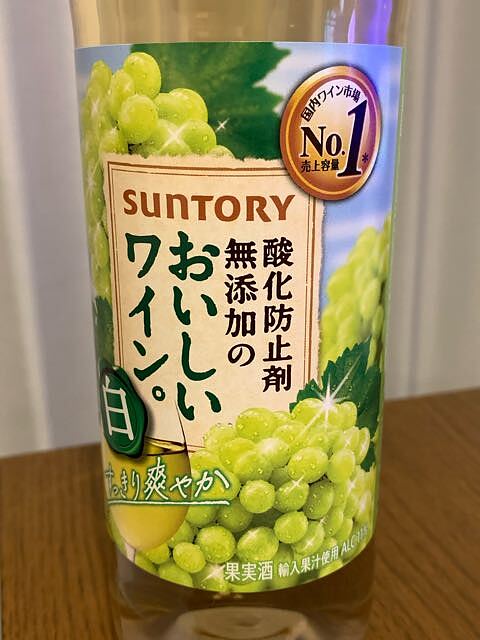 国内ワイン市場
No.1*
売上容量
SUNTORY
酸化防止剤
無添加の
おいしい
ワイン。
白
すっきり爽やか
果実酒 輸入果汁使用